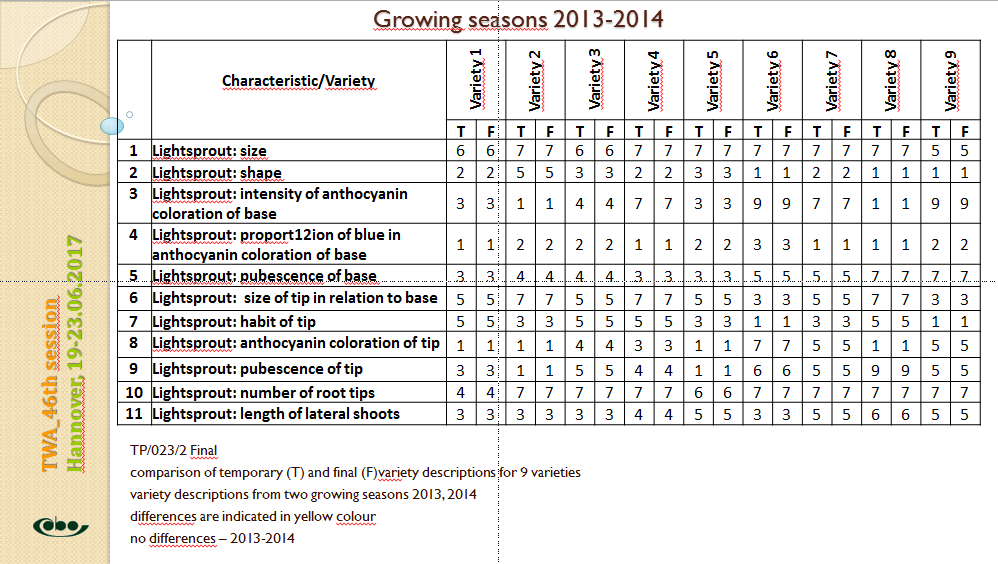 Growing seasons 2013-2014
Characteristic/Variety Variety 1 Variety 2 Variety 3 Variety 4 Variety 5 Variety 6 Variety 7 Variety 8 Variety 9
T F T F T F T F T F T F T F T F T F
1 Lightsprout: size 6 6 7 7 6 6 7 7 7 7 7 7 7 7 7 7 5 5
2 Lightsprout: shape 2 2 5 5 3 3 2 2 3 3 1 1 2 2 1 1 1 1
3 Lightsprout: intensity of anthocyanin
coloration of base 3 3 1 1 4 4 7 7 3 3 9 9 7 7 1 1 9 9
4 Lightsprout: proport12ion of blue in
anthocyanin coloration of base 1 1 2 2 2 2 1 1 2 2 3 3 1 1 1 1 2 2
5 Lightsprout: pubescence of base 3 3 4 4 4 4 3 3 3 3 5 5 5 5 7 7 7 7
6 Lightsprout: size of tip in relation to base 5 5 7 7 5 5 7 7 5 5 3 3 5 5 7 7 3 3
7 Lightsprout: habit of tip 5 5 3 3 5 5 5 5 3 3 1 1 3 3 5 5 1 1
8 Lightsprout: anthocyanin coloration of tip 1 1 1 1 4 4 3 3 1 1 7 7 5 5 1 1 5 5
9 Lightsprout: pubescence of tip 3 3 1 1 5 5 4 4 1 1 6 6 5 5 9 9 5 5
10 Lightsprout: number of root tips 4 4 7 7 7 7 7 7 6 6 7 7 7 7 7 7 7 7
11 Lightsprout: length of lateral shoots 3 3 3 3 3 3 4 4 5 5 3 3 5 5 6 6 5 5
TP/023/2 Final
comparison of temporary (T) and final (F)variety descriptions for 9 varieties
variety descriptions from two growing seasons 2013, 2014
differences are indicated in yellow colour
no differences – 2013-2014
TWA_46th session
Hannover, 19-23.06.2017
cobo